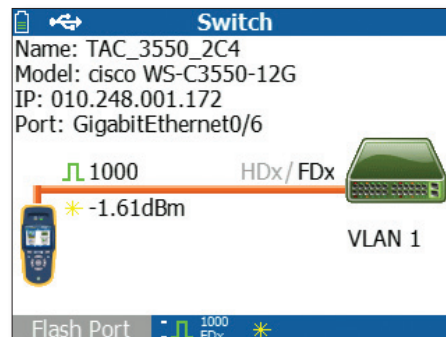 Switch
Name: TAC_3550_2C4
Model: cisco WS-C3550-12G
IP: 010.248.001.172
Port: GigabitEthernet0/6
1000 HDx/FDx
-1.61dBm
VLAN 1
Flash Port 1000
FDx